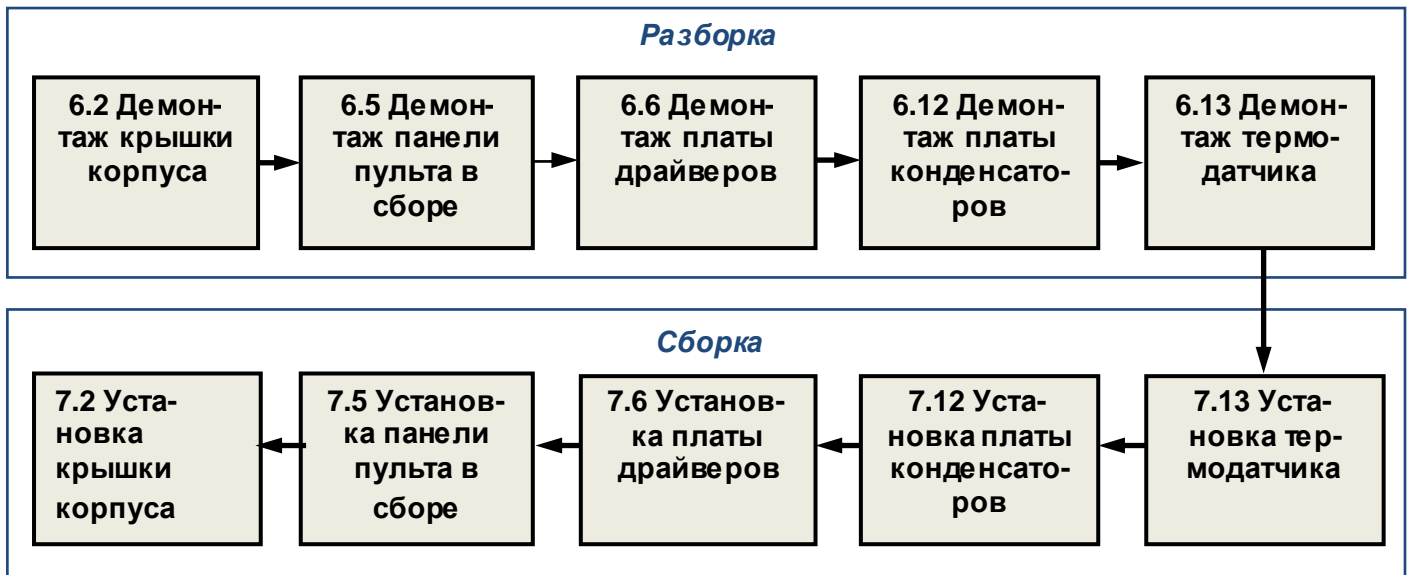 Разборка
6.2 Демон-
таж крышки
корпуса
6.5 Демон-
таж панели
пульта в
сборе
6.6 Демон-
таж платы
драйверов
6.12 Демон-
таж платы
конденсато-
ров
6.13 Демон-
таж термо-
датчика
Сборка
7.2 Уста-
новка
крышки
корпуса
7.5 Установ-
ка панели
пульта в
сборе
7.6 Установ-
ка платы
драйверов
7.12 Уста-
новка платы
конденсато-
ров
7.13 Уста-
новка тер-
модатчика